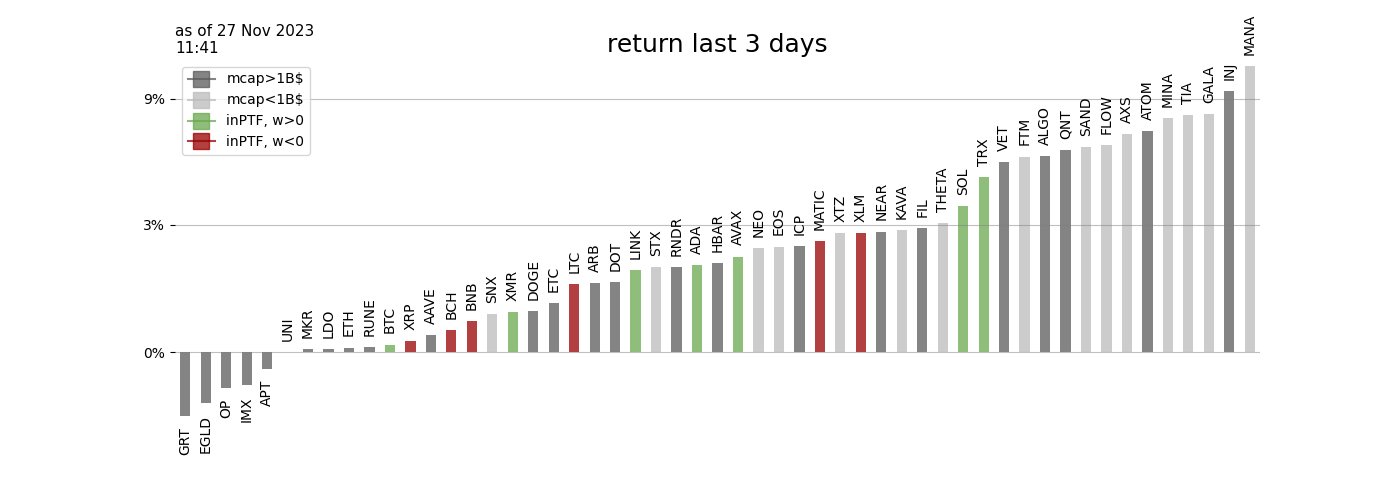 as of 27 Nov 2023
11:41
return last 3 days
mcap>1B$
mcap<1B$
inPTF, w>0
inPTF, w<0
9%
3%
0%
GRT
EGLD
OP
IMX
APT
UNI
MKR
LDO
ETH
RUNE
BTC
XRP
AAVE
BCH
BNB
SNX
XMR
DOGE
ETC
LTC
ARB
DOT
LINK
STX
RNDR
ADA
HBAR
AVAX
NEO
EOS
ICP
MATIC
XTZ
XLM
NEAR
KAVA
FIL
THETA
SOL
TRX
VET
FTM
ALGO
QNT
SAND
FLOW
AXS
ATOM
MINA
TIA
GALA
INJ
MANA